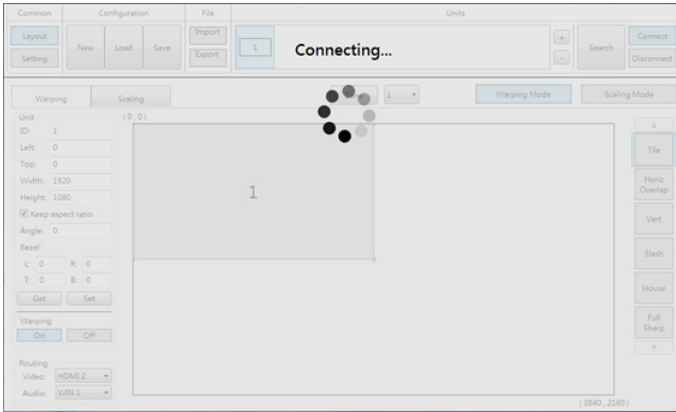 Common Configuration File Units
Layout New Load Save Import 1 Connecting... + Search Connect
Setting Export - Disconnect
Warping Scaling 1 Warping Mode Scaling Mode
Unit (0,0)
ID: 1
Left: 0 Tile
Top: 0
Width: 1920 1 Horiz
Height: 1080 Overlap
Keep aspect ratio Vert
Angle: 0
Bezel: Slash
L: 0 R: 0
T: 0 B: 0 House
Get Set
Warping: Full
On Off Sharp
Routing
Video: HDMI 2
Audio: WIN 1
(3840, 2160)